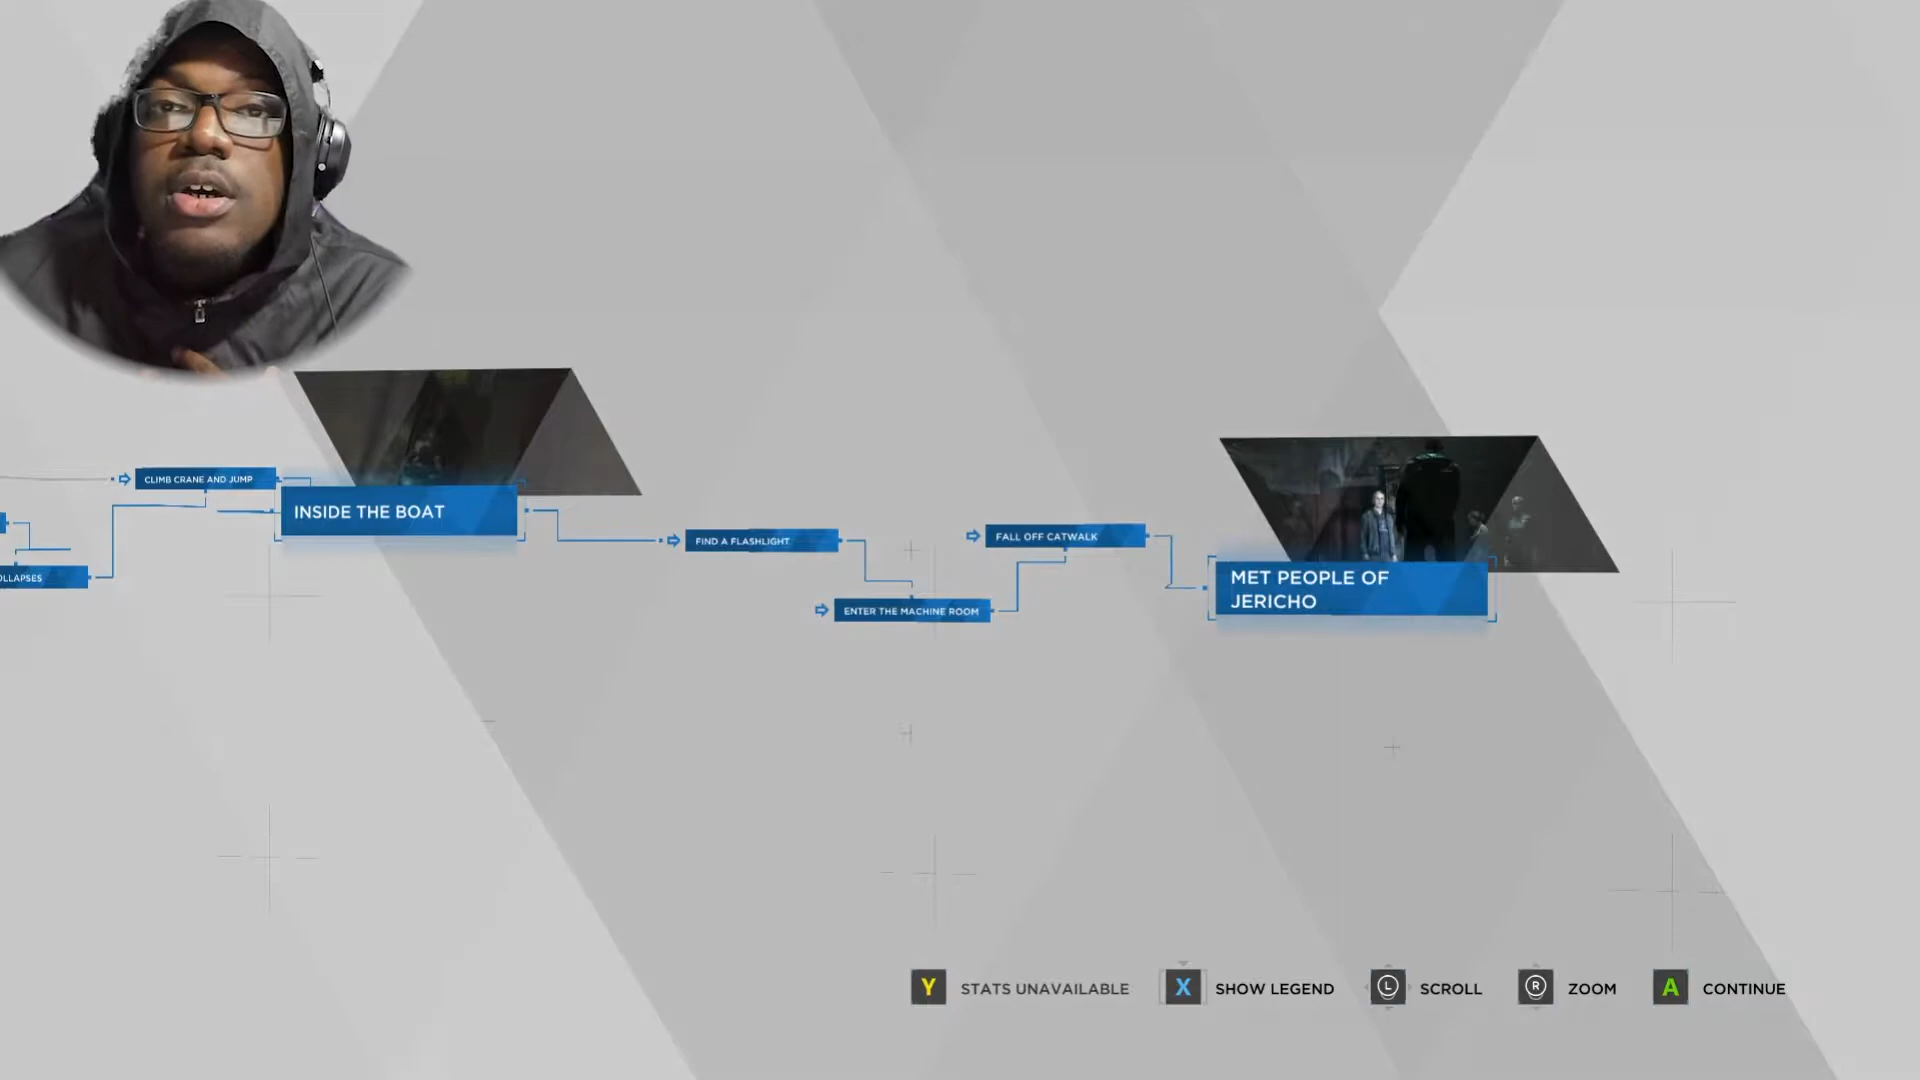 CLIMB CRANE AND JUMP
INSIDE THE BOAT
OLLAPSES
FIND A FLASHLIGHT
ENTER THE MACHINE ROOM
FALL OFF CATWALK
MET PEOPLE OF
JERICHO
Y STATS UNAVAILABLE
X SHOW LEGEND
L SCROLL
R ZOOM
A CONTINUE